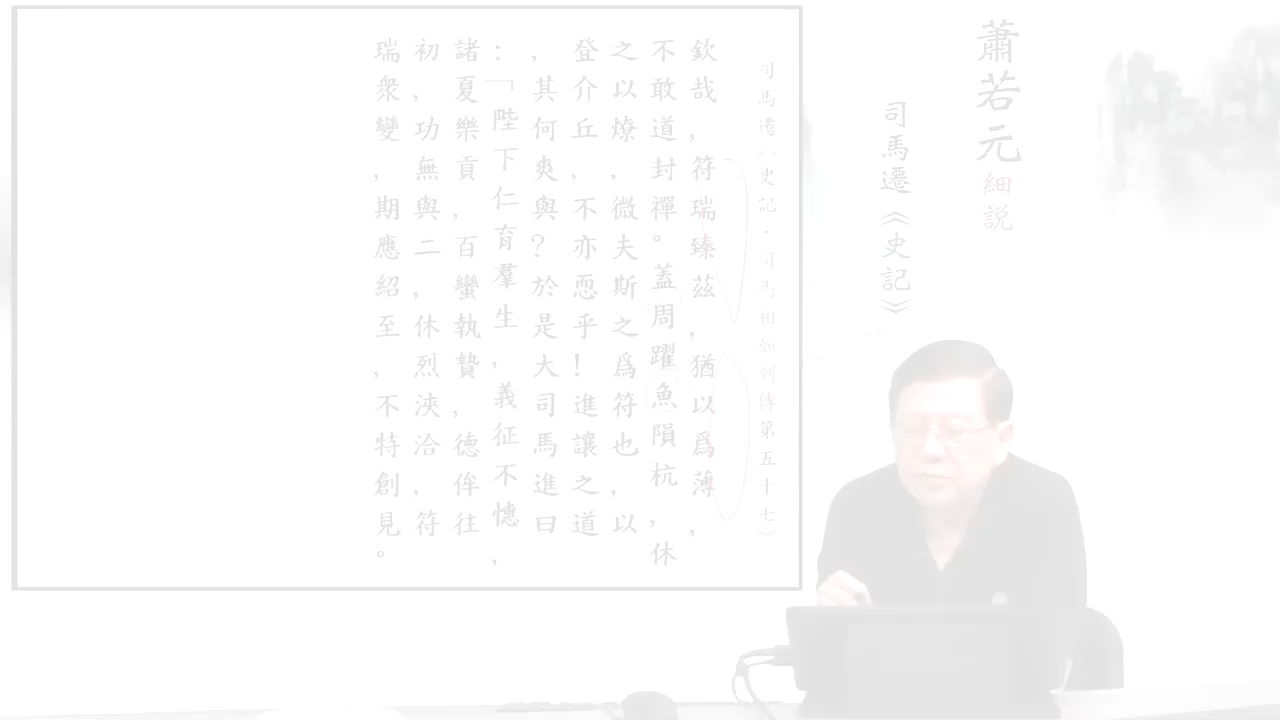 蕭若元細説
司馬遷《史記》
司馬遷《史記·司馬相如列傳第五十七》
欽哉，符瑞臻茲，猶以爲薄，
不敢道封禪。蓋周躍魚隕杭，休
之以燎，微夫斯之爲符也，以
登介丘，不亦恧乎！進讓之道
，其何爽與？於是大司馬進曰
：「陛下仁育羣生，義征不憓，
諸夏樂貢，百蠻執贄，德侔往
初，功無與二，休烈浹洽，符
瑞衆變，期應紹至，不特創見。